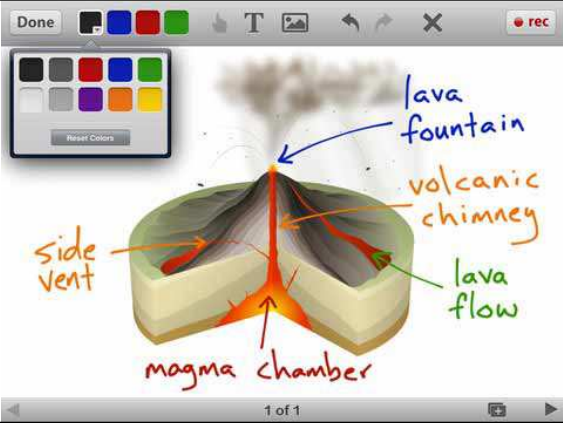 Done
T
rec
Reset Colors
lava
fountain
volcanic
chimney
side
vent
lava
flow
magma chamber
1 of 1